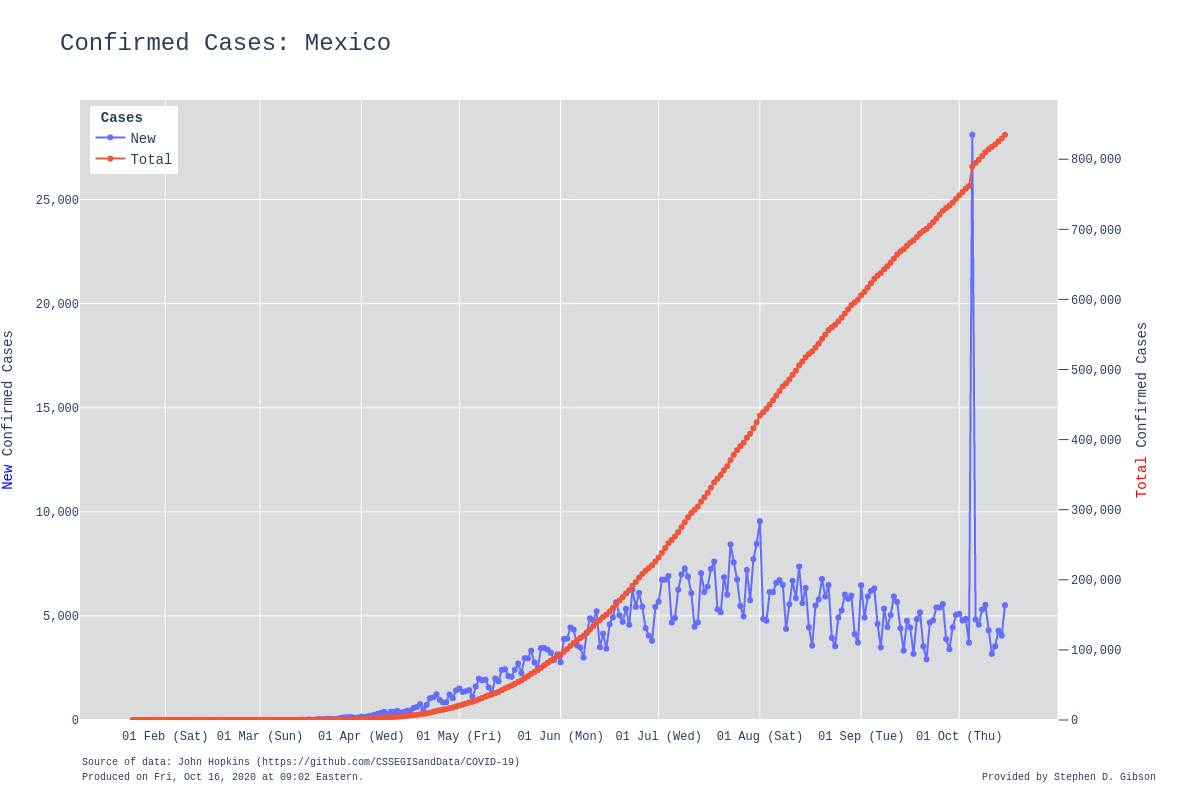 Confirmed Cases: Mexico
Cases
New
Total
25,000
20,000
15,000
10,000
5,000
0
New Confirmed Cases
800,000
700,000
600,000
500,000
400,000
300,000
200,000
100,000
0
Total Confirmed Cases
01 Feb (Sat) 01 Mar (Sun) 01 Apr (Wed) 01 May (Fri) 01 Jun (Mon) 01 Jul (Wed) 01 Aug (Sat) 01 Sep (Tue) 01 Oct (Thu)
Source of data: John Hopkins (https://github.com/CSSEGISandData/COVID-19)
Produced on Fri, Oct 16, 2020 at 09:02 Eastern.
Provided by Stephen D. Gibson